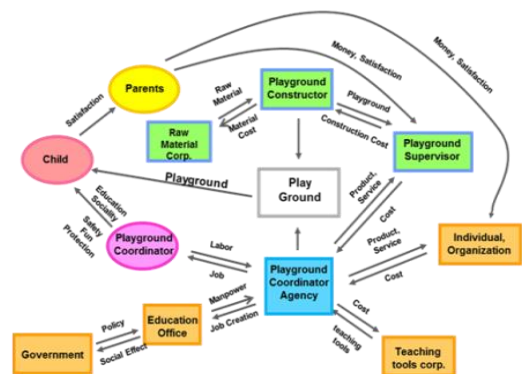 Money, Satisfaction
Parents
Money, Satisfaction
Raw
Material
Playground
Constructor
Playground
Satisfaction
Material
Cost
Construction Cost
Raw
Material
Corp.
Playground
Supervisor
Child
Playground
Play
Ground
Product,
Service
Cost
Education
Sociality
Safety
Fun
Protection
Playground
Coordinator
Labor
Job
Playground
Coordinator
Agency
Product,
Service
Cost
Individual,
Organization
Manpower
Job Creation
Cost
teaching
tools
Education
Office
Policy
Social Effect
Government
Teaching
tools corp.